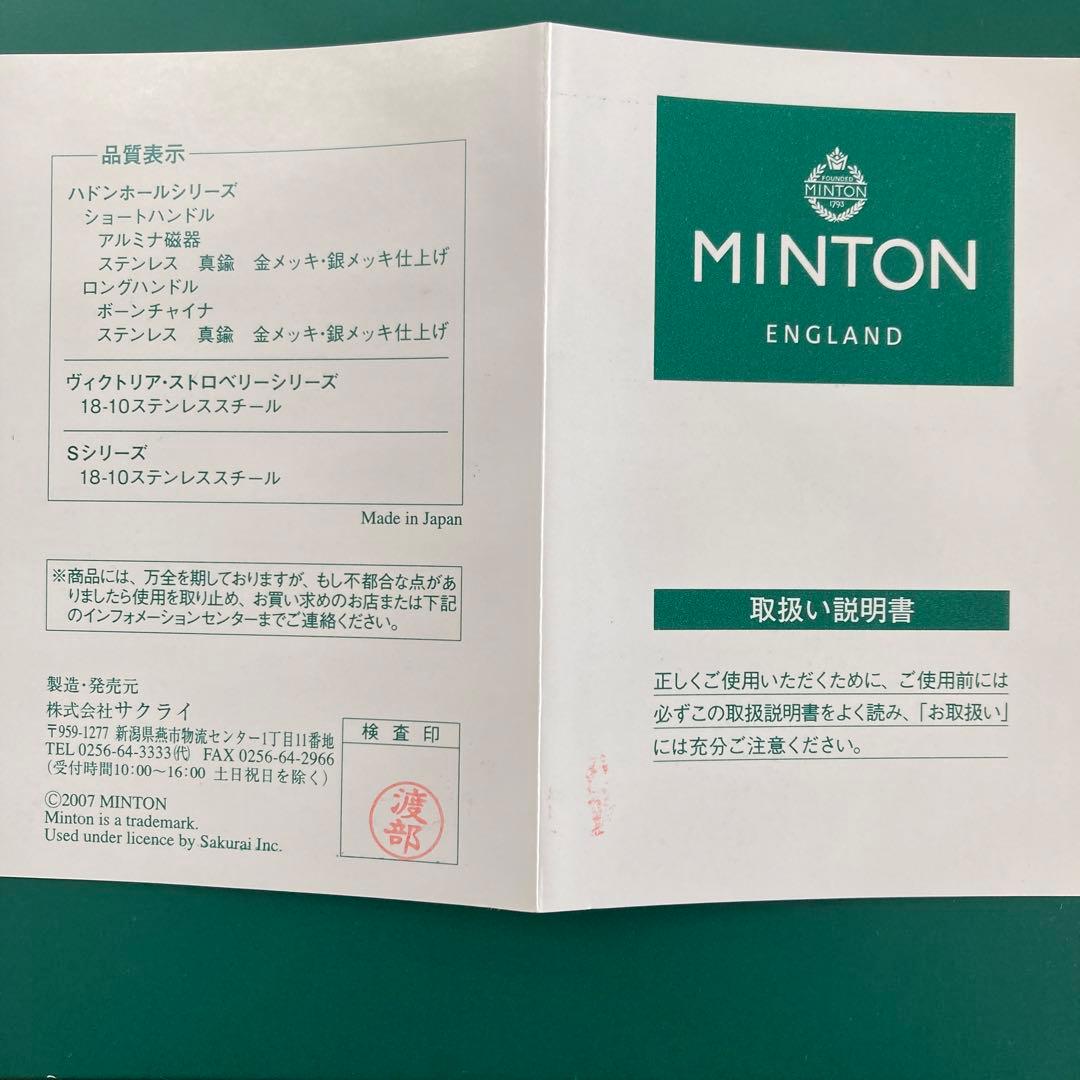 品質表示
ハドンホールシリーズ
ショートハンドル
アルミナ磁器
ステンレス　真鍮　金メッキ・銀メッキ仕上げ
ロングハンドル
ボーンチャイナ
ステンレス　真鍮　金メッキ・銀メッキ仕上げ
ヴィクトリア・ストロベリーシリーズ
18-10ステンレススチール
Sシリーズ
18-10ステンレススチール
Made in Japan
※商品には、万全を期しておりますが、もし不都合な点があ
りましたら使用を取り止め、お買い求めのお店または下記
のインフォメーションセンターまでご連絡ください。
製造・発売元
株式会社サクライ
〒959-1277 新潟県燕市物流センター1丁目11番地
TEL 0256-64-3333㈹ FAX 0256-64-2966
(受付時間10:00～16:00 土日祝日を除く)
©2007 MINTON
Minton is a trademark.
Used under licence by Sakurai Inc.
検査印
渡部
FOUNDED
MINTON
1793
MINTON
ENGLAND
取扱い説明書
正しくご使用いただくために、ご使用前には
必ずこの取扱説明書をよく読み、「お取扱い」
には充分ご注意ください。